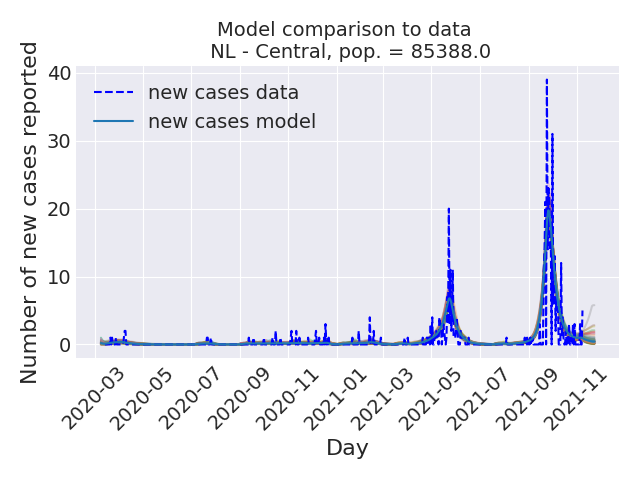 Model comparison to data
NL - Central, pop. = 85388.0
Number of new cases reported
40
30
20
10
0
new cases data
new cases model
2020-03
2020-05
2020-07
2020-09
2020-11
2021-01
2021-03
2021-05
2021-07
2021-09
2021-11
Day